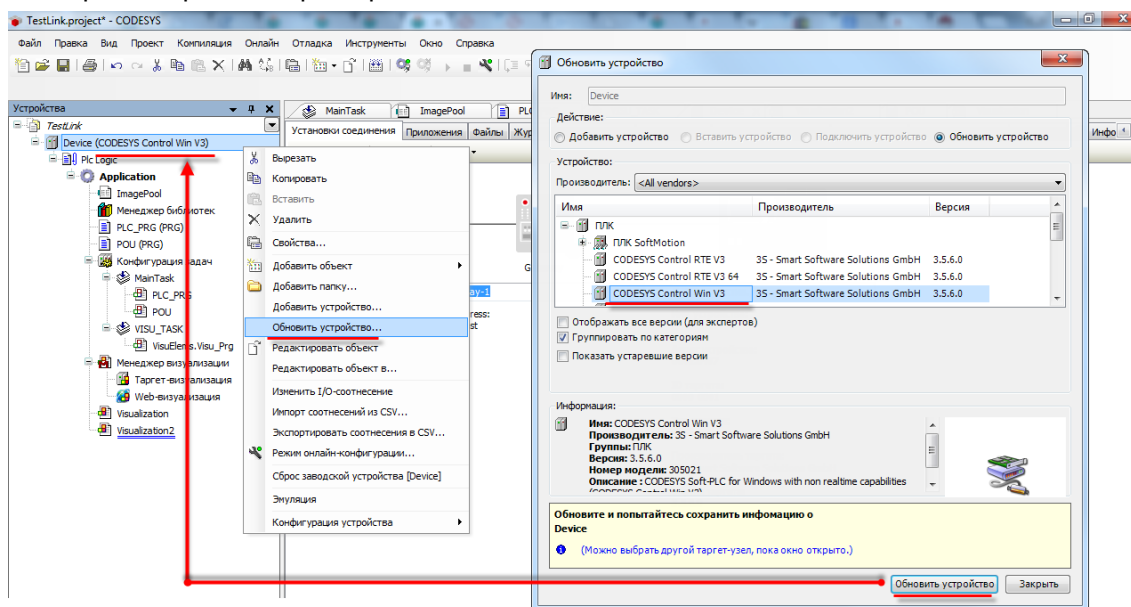 TestLink.project* - CODESYS
Файл Правка Вид Проект Компиляция Онлайн Отладка Инструменты Окно Справка
Устройства
TestLink
Device (CODESYS Control Win V3)
Plc Logic
Application
ImagePool
Менеджер библиотек
PLC_PRG (PRG)
POU (PRG)
Конфигурация задач
MainTask
PLC_PRG
POU
VISU_TASK
VisuElems.Visu_Prg
Менеджер визуализации
Таргет-визуализация
Web-визуализация
Visualization
Visualization2
MainTask ImagePool PLC
Установки соединения Приложения Файлы Жур
Инфо
Вырезать
Копировать
Вставить
Удалить
Свойства...
Добавить объект
Добавить папку...
Добавить устройство...
Обновить устройство...
Редактировать объект
Редактировать объект в...
Изменить I/O-соотнесение
Импорт соотнесений из CSV...
Экспортировать соотнесения в CSV...
Режим онлайн-конфигурации...
Сброс заводской устройства [Device]
Эмуляция
Конфигурация устройства
G
ay-1
ress:
st
Обновить устройство
Имя: Device
Действие:
Добавить устройство Вставить устройство Подключить устройство Обновить устройство
Устройство:
Производитель: <All vendors>
Имя Производитель Версия
ПЛК
ПЛК SoftMotion
CODESYS Control RTE V3 3S - Smart Software Solutions GmbH 3.5.6.0
CODESYS Control RTE V3 64 3S - Smart Software Solutions GmbH 3.5.6.0
CODESYS Control Win V3 3S - Smart Software Solutions GmbH 3.5.6.0
Отображать все версии (для экспертов)
Группировать по категориям
Показать устаревшие версии
Информация:
Имя: CODESYS Control Win V3
Производитель: 3S - Smart Software Solutions GmbH
Группы: ПЛК
Версия: 3.5.6.0
Номер модели: 305021
Описание : CODESYS Soft-PLC for Windows with non realtime capabilities
(CODESYS Control Win V3)
Обновите и попытайтесь сохранить инфомацию о
Device
(Можно выбрать другой таргет-узел, пока окно открыто.)
Обновить устройство Закрыть